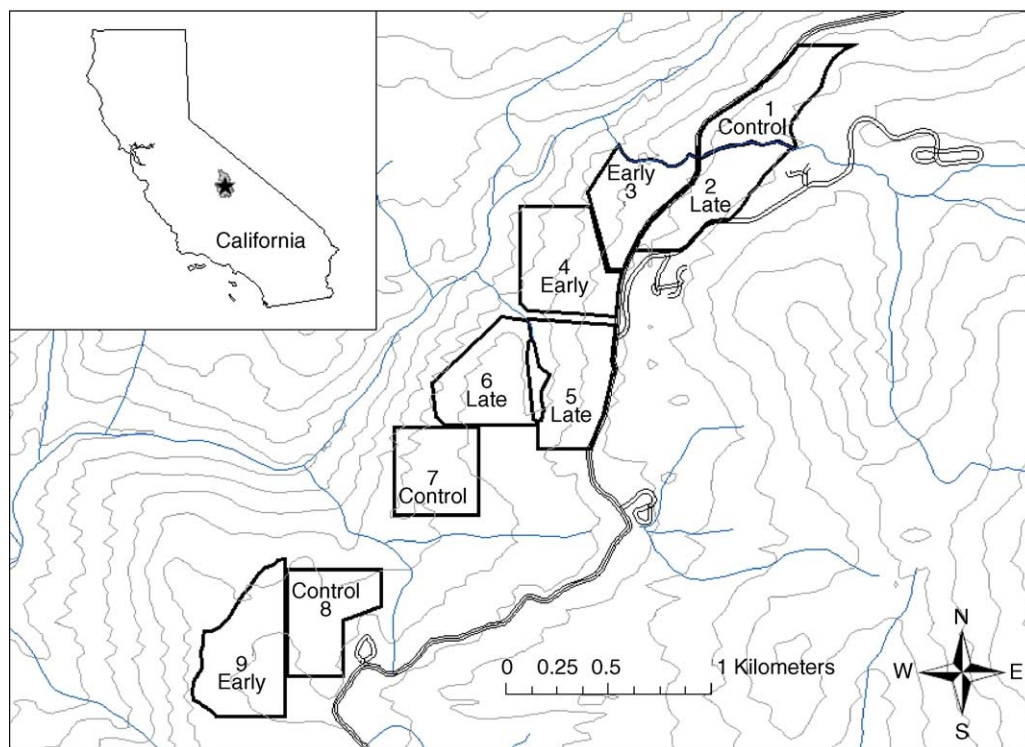 California
1
Control
2
Late
Early
3
4
Early
5
Late
6
Late
7
Control
Control
8
9
Early
0 0.25 0.5 1 Kilometers
N
W E
S